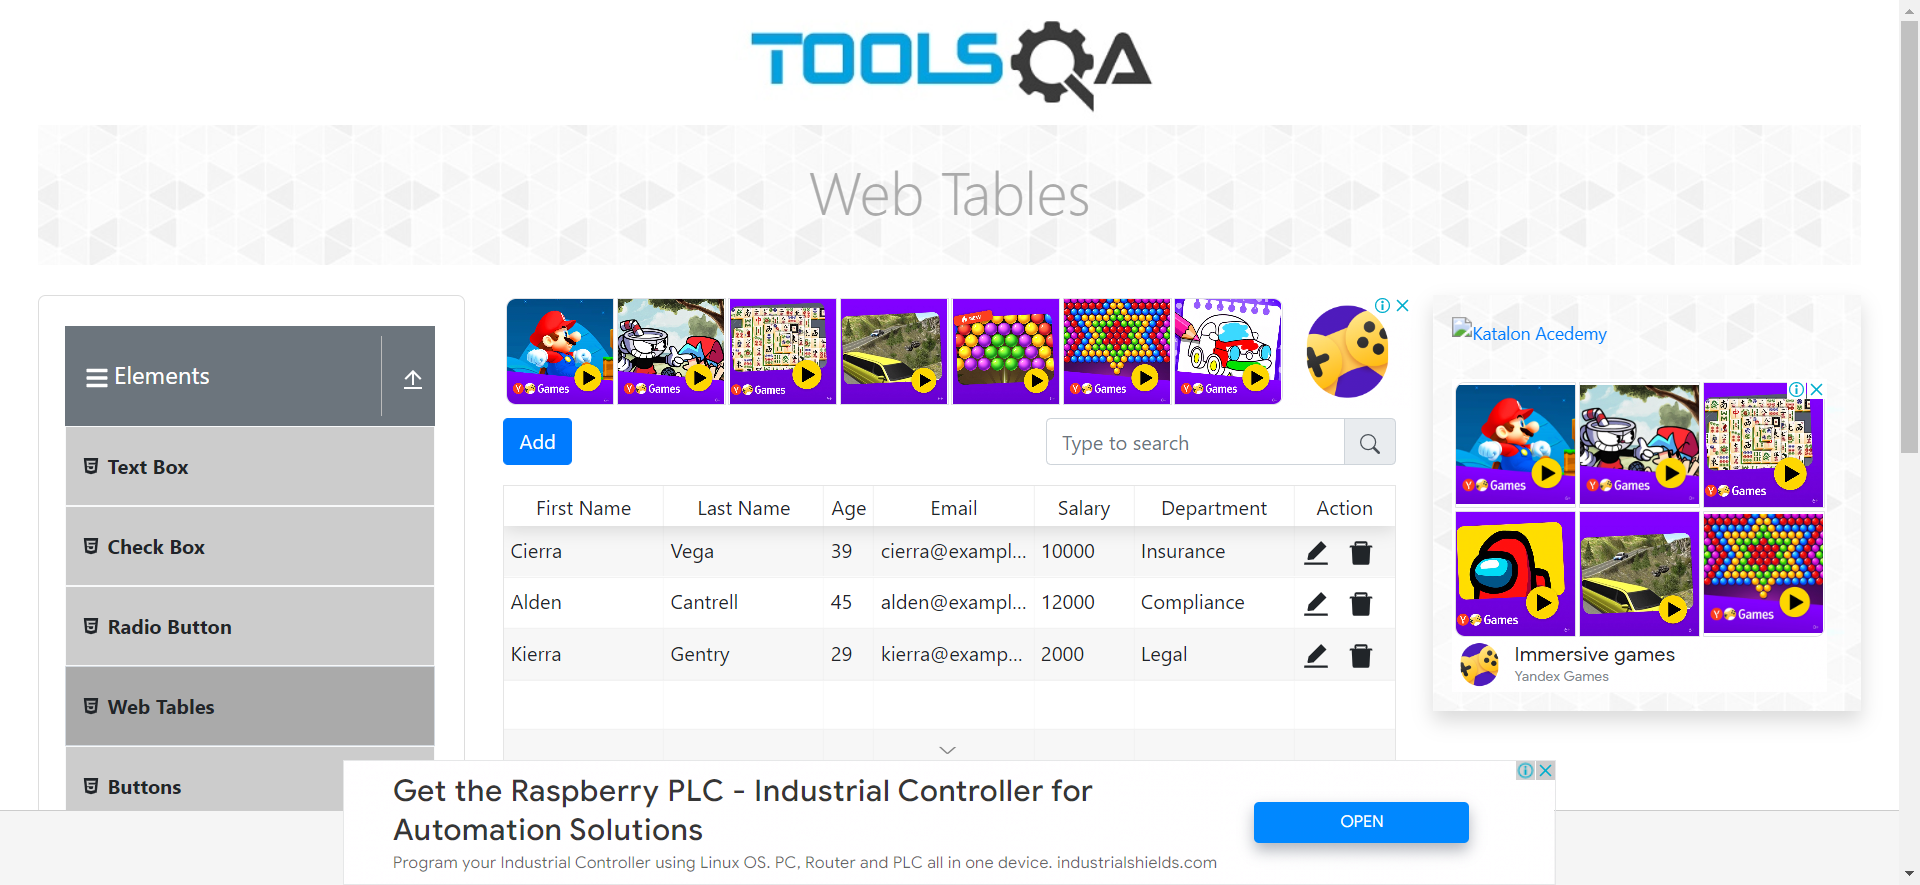 TOOLSQA
Web Tables
Elements
Text Box
Check Box
Radio Button
Web Tables
Buttons
Games
Games
Games
NEW
Games
Games
Add
Type to search
First Name Last Name Age Email Salary Department Action
Cierra Vega 39 cierra@exampl... 10000 Insurance
Alden Cantrell 45 alden@exampl... 12000 Compliance
Kierra Gentry 29 kierra@examp... 2000 Legal
Katalon Acedemy
Y Games
Y Games
Y Games
Y Games
Y Games
Immersive games
Yandex Games
Get the Raspberry PLC - Industrial Controller for
Automation Solutions
Program your Industrial Controller using Linux OS. PC, Router and PLC all in one device. industrialshields.com
OPEN